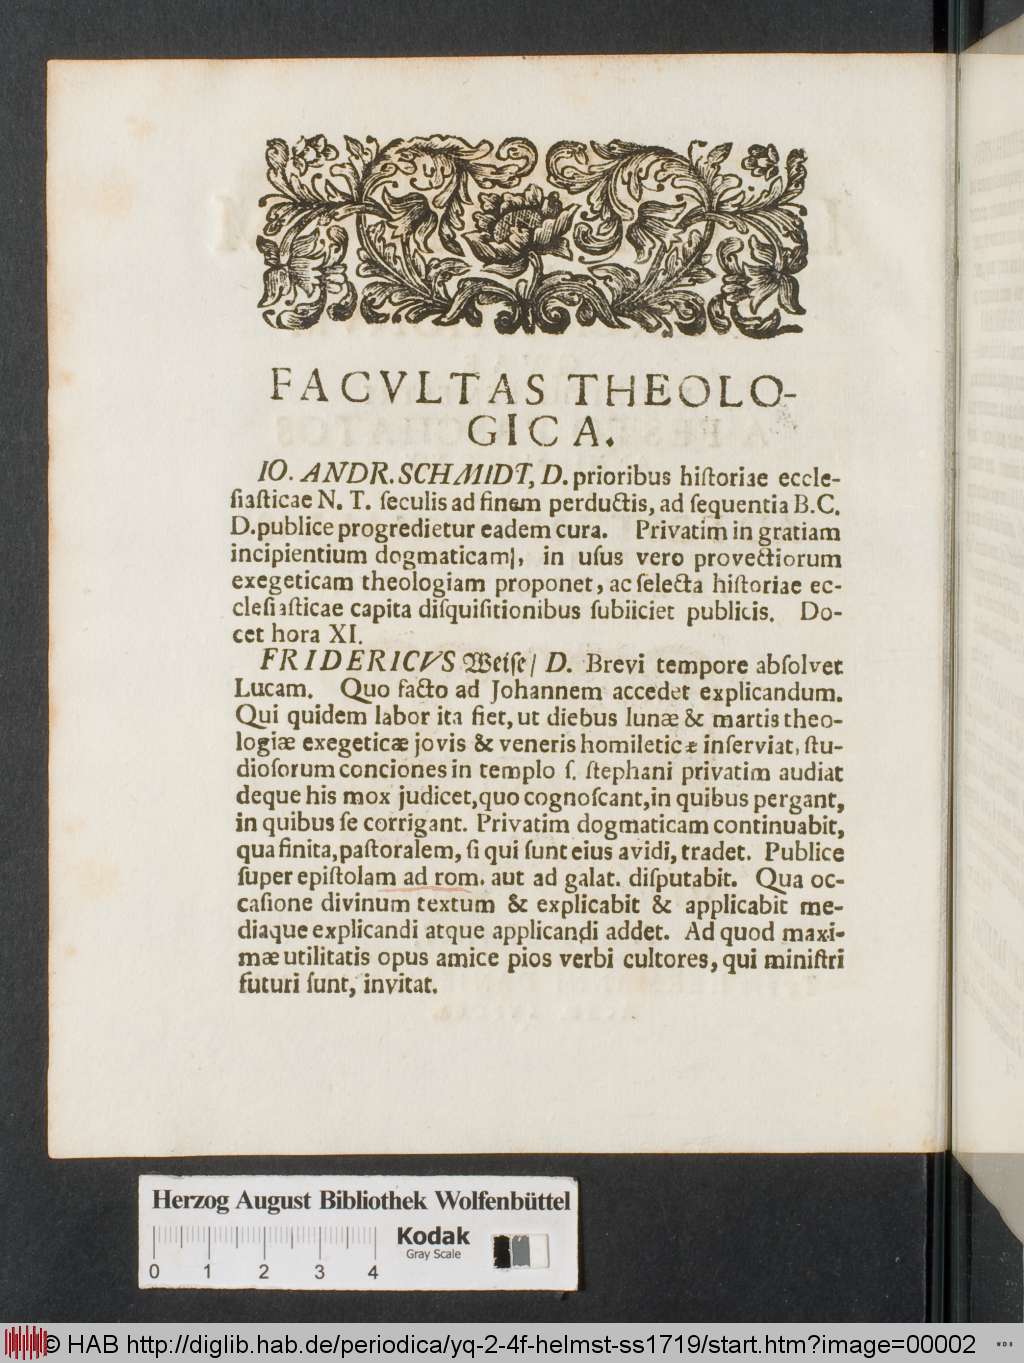 FACVLTAS THEOLO-
GICA.
IO. ANDR. SCHMIDT, D. prioribus hiſtoriae eccle-
ſiaſticae N. T. ſeculis ad finem perductis, ad ſequentia B.C.
D. publice progredietur eadem cura. Privatim in gratiam
incipientium dogmaticam, in uſus vero provectiorum
exegeticam theologiam proponet, ac ſelecta hiſtoriae ec-
cleſiaſticae capita diſquiſitionibus ſubiiciet publicis. Do-
cet hora XI.
FRIDERICVS Weiſe/ D. Brevi tempore abſolvet
Lucam. Quo facto ad Johannem accedet explicandum.
Qui quidem labor ita fiet, ut diebus lunæ & martis theo-
logiæ exegeticæ jovis & veneris homileticæ inſerviat, ſtu-
dioſorum conciones in templo ſ. ſtephani privatim audiat
deque his mox judicet, quo cognoſcant, in quibus pergant,
in quibus ſe corrigant. Privatim dogmaticam continuabit,
qua finita, paſtoralem, ſi qui ſunt eius avidi, tradet. Publice
ſuper epiſtolam ad rom. aut ad galat. diſputabit. Qua oc-
caſione divinum textum & explicabit & applicabit me-
diaque explicandi atque applicandi addet. Ad quod maxi-
mæ utilitatis opus amice pios verbi cultores, qui miniſtri
futuri ſunt, invitat.
Herzog August Bibliothek Wolfenbüttel
Kodak
Gray Scale
0 1 2 3 4
© HAB http://diglib.hab.de/periodica/yq-2-4f-helmst-ss1719/start.htm?image=00002